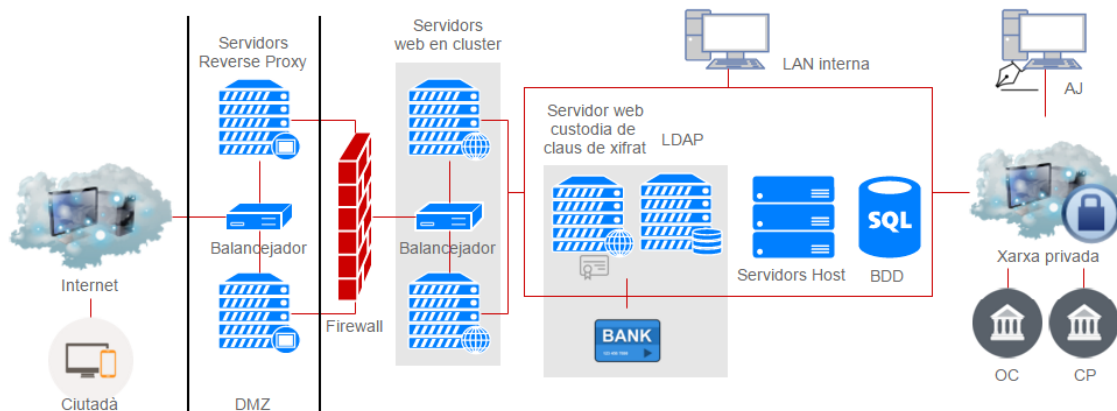 Internet
Ciutadà
Servidors
Reverse Proxy
Balancejador
DMZ
Firewall
Servidors
web en cluster
Balancejador
LAN interna
Servidor web
custodia de
claus de xifrat
LDAP
BANK
Servidors Host
SQL
BDD
AJ
Xarxa privada
OC
CP